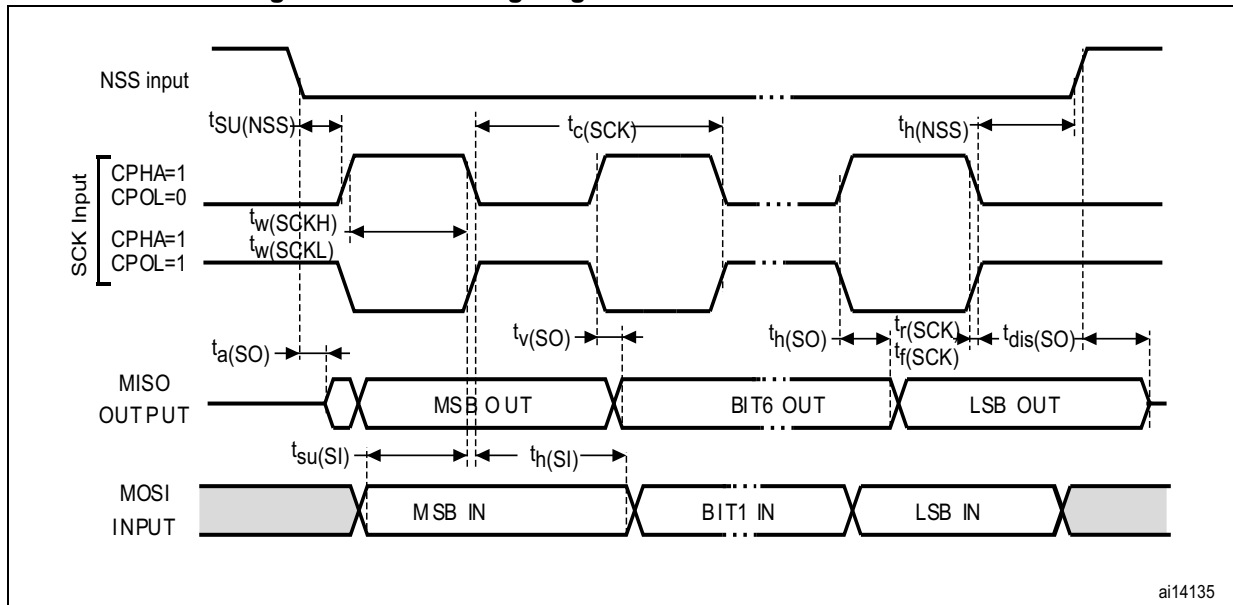 NSS input
tSU(NSS)
tc(SCK)
th(NSS)
SCK Input
CPHA=1
CPOL=0
tw(SCKH)
tw(SCKL)
CPHA=1
CPOL=1
ta(SO)
tv(SO)
th(SO)
tr(SCK)
tf(SCK)
tdis(SO)
MISO
OUTPUT
MSB OUT
BIT6 OUT
LSB OUT
tsu(SI)
th(SI)
MOSI
INPUT
MSB IN
BIT1 IN
LSB IN
ai14135